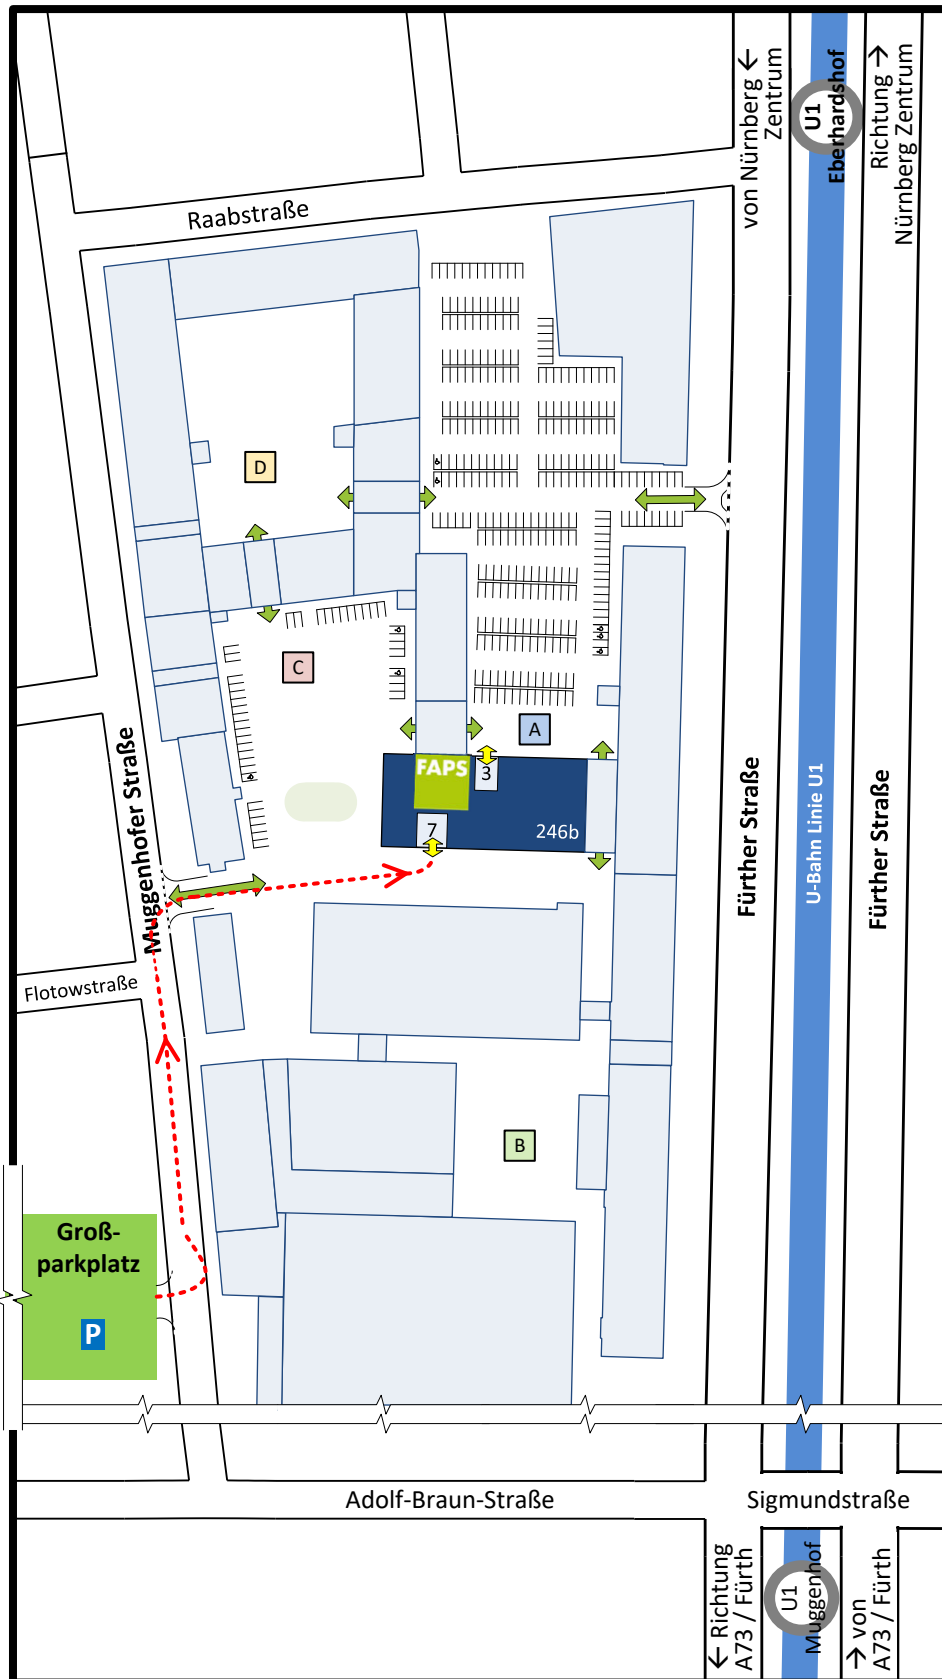 von Nürnberg ←
Zentrum
U1
Eberhardshof
Richtung →
Nürnberg Zentrum
Raabstraße
D
C
A
FAPS
3
7
246b
Muggenhofer Straße
Fürther Straße
U-Bahn Linie U1
Fürther Straße
Flotowstraße
B
Groß-
parkplatz
P
Adolf-Braun-Straße
Sigmundstraße
← Richtung
A73 / Fürth
U1
Muggenhof
→ von
A73 / Fürth